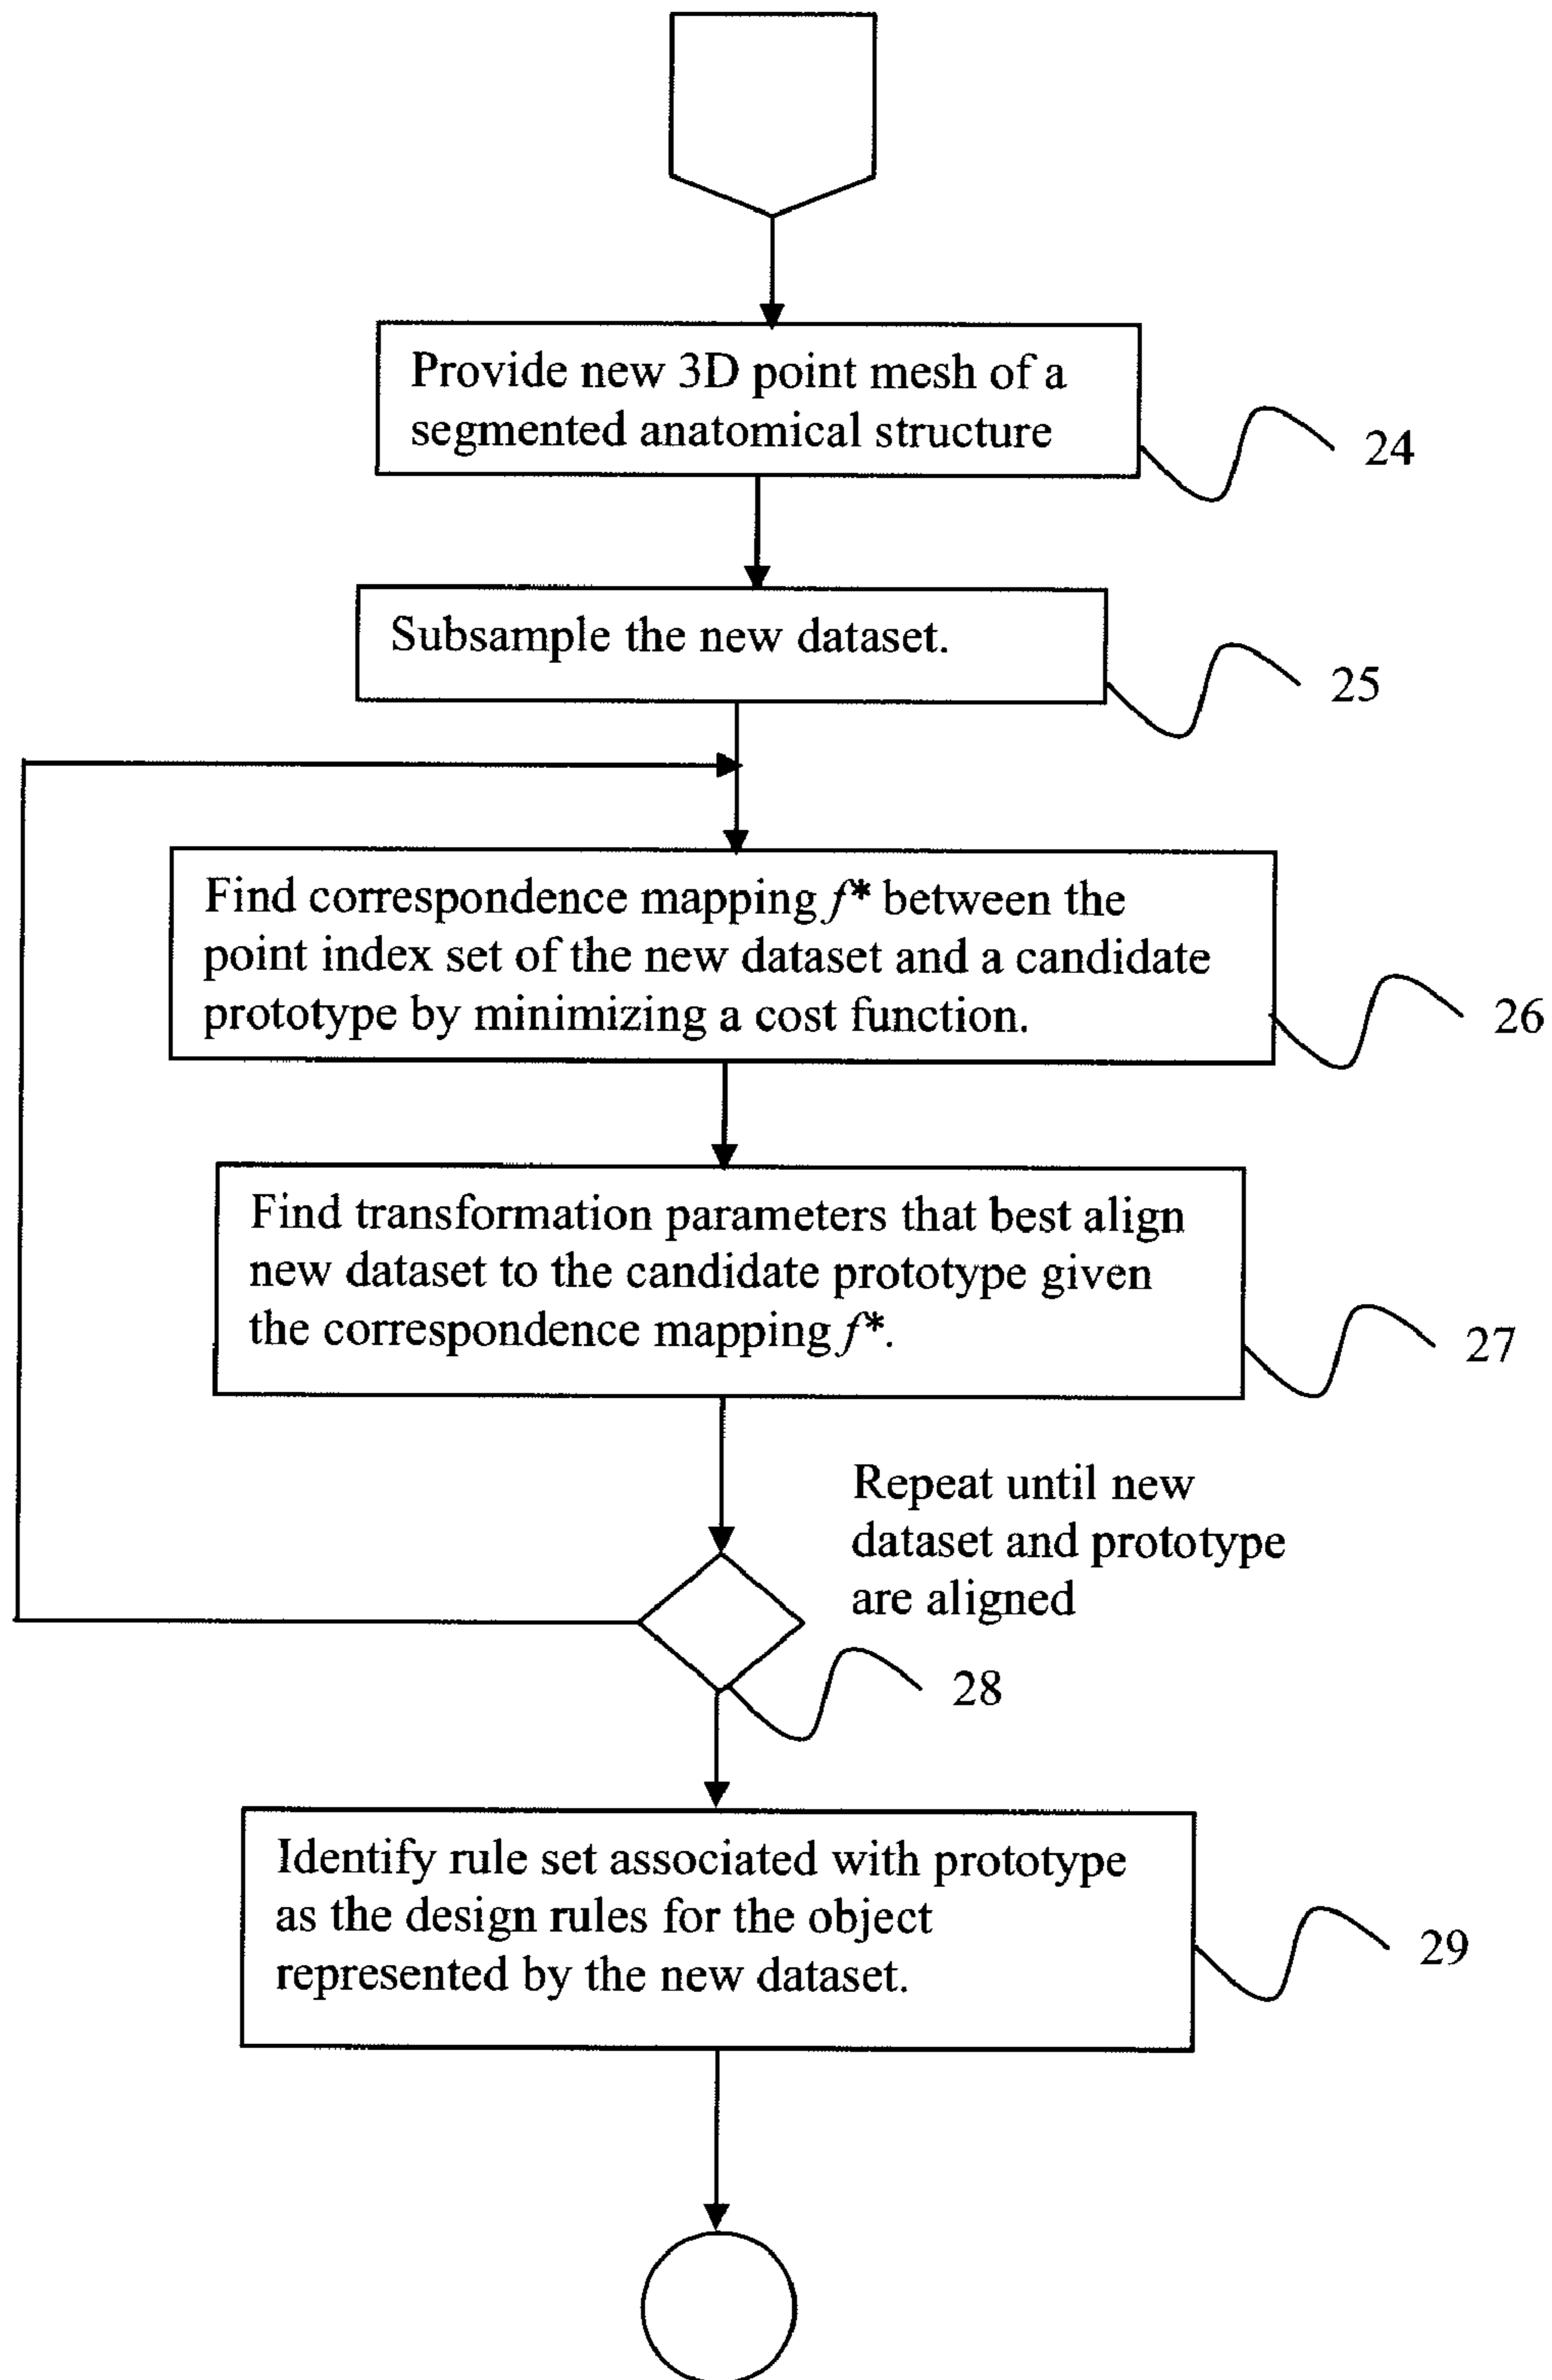 Provide new 3D point mesh of a
segmented anatomical structure
24
Subsample the new dataset.
25
Find correspondence mapping f* between the
point index set of the new dataset and a candidate
prototype by minimizing a cost function.
26
Find transformation parameters that best align
new dataset to the candidate prototype given
the correspondence mapping f*.
27
Repeat until new
dataset and prototype
are aligned
28
Identify rule set associated with prototype
as the design rules for the object
represented by the new dataset.
29